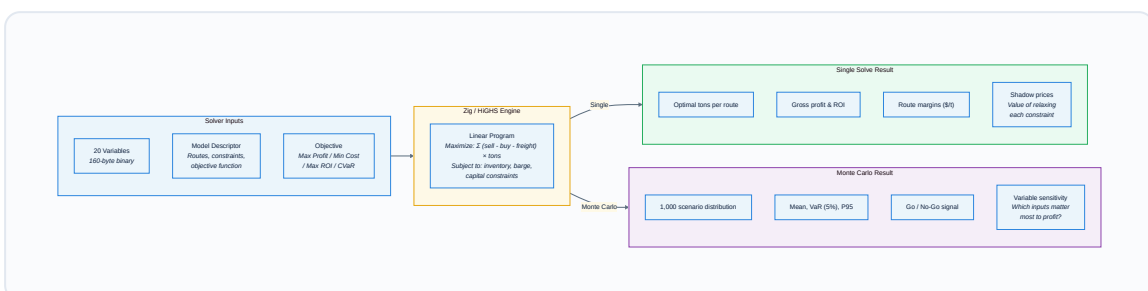 Solver Inputs
20 Variables
160-byte binary
Model Descriptor
Routes, constraints,
objective function
Objective
Max Profit / Min Cost
/ Max ROI / CVaR
Zig / HiGHS Engine
Linear Program
Maximize: Σ (sell - buy - freight)
× tons
Subject to: inventory, barge,
capital constraints
Single
Monte Carlo
Single Solve Result
Optimal tons per route
Gross profit & ROI
Route margins ($/t)
Shadow prices
Value of relaxing
each constraint
Monte Carlo Result
1,000 scenario distribution
Mean, VaR (5%), P95
Go / No-Go signal
Variable sensitivity
Which inputs matter
most to profit?